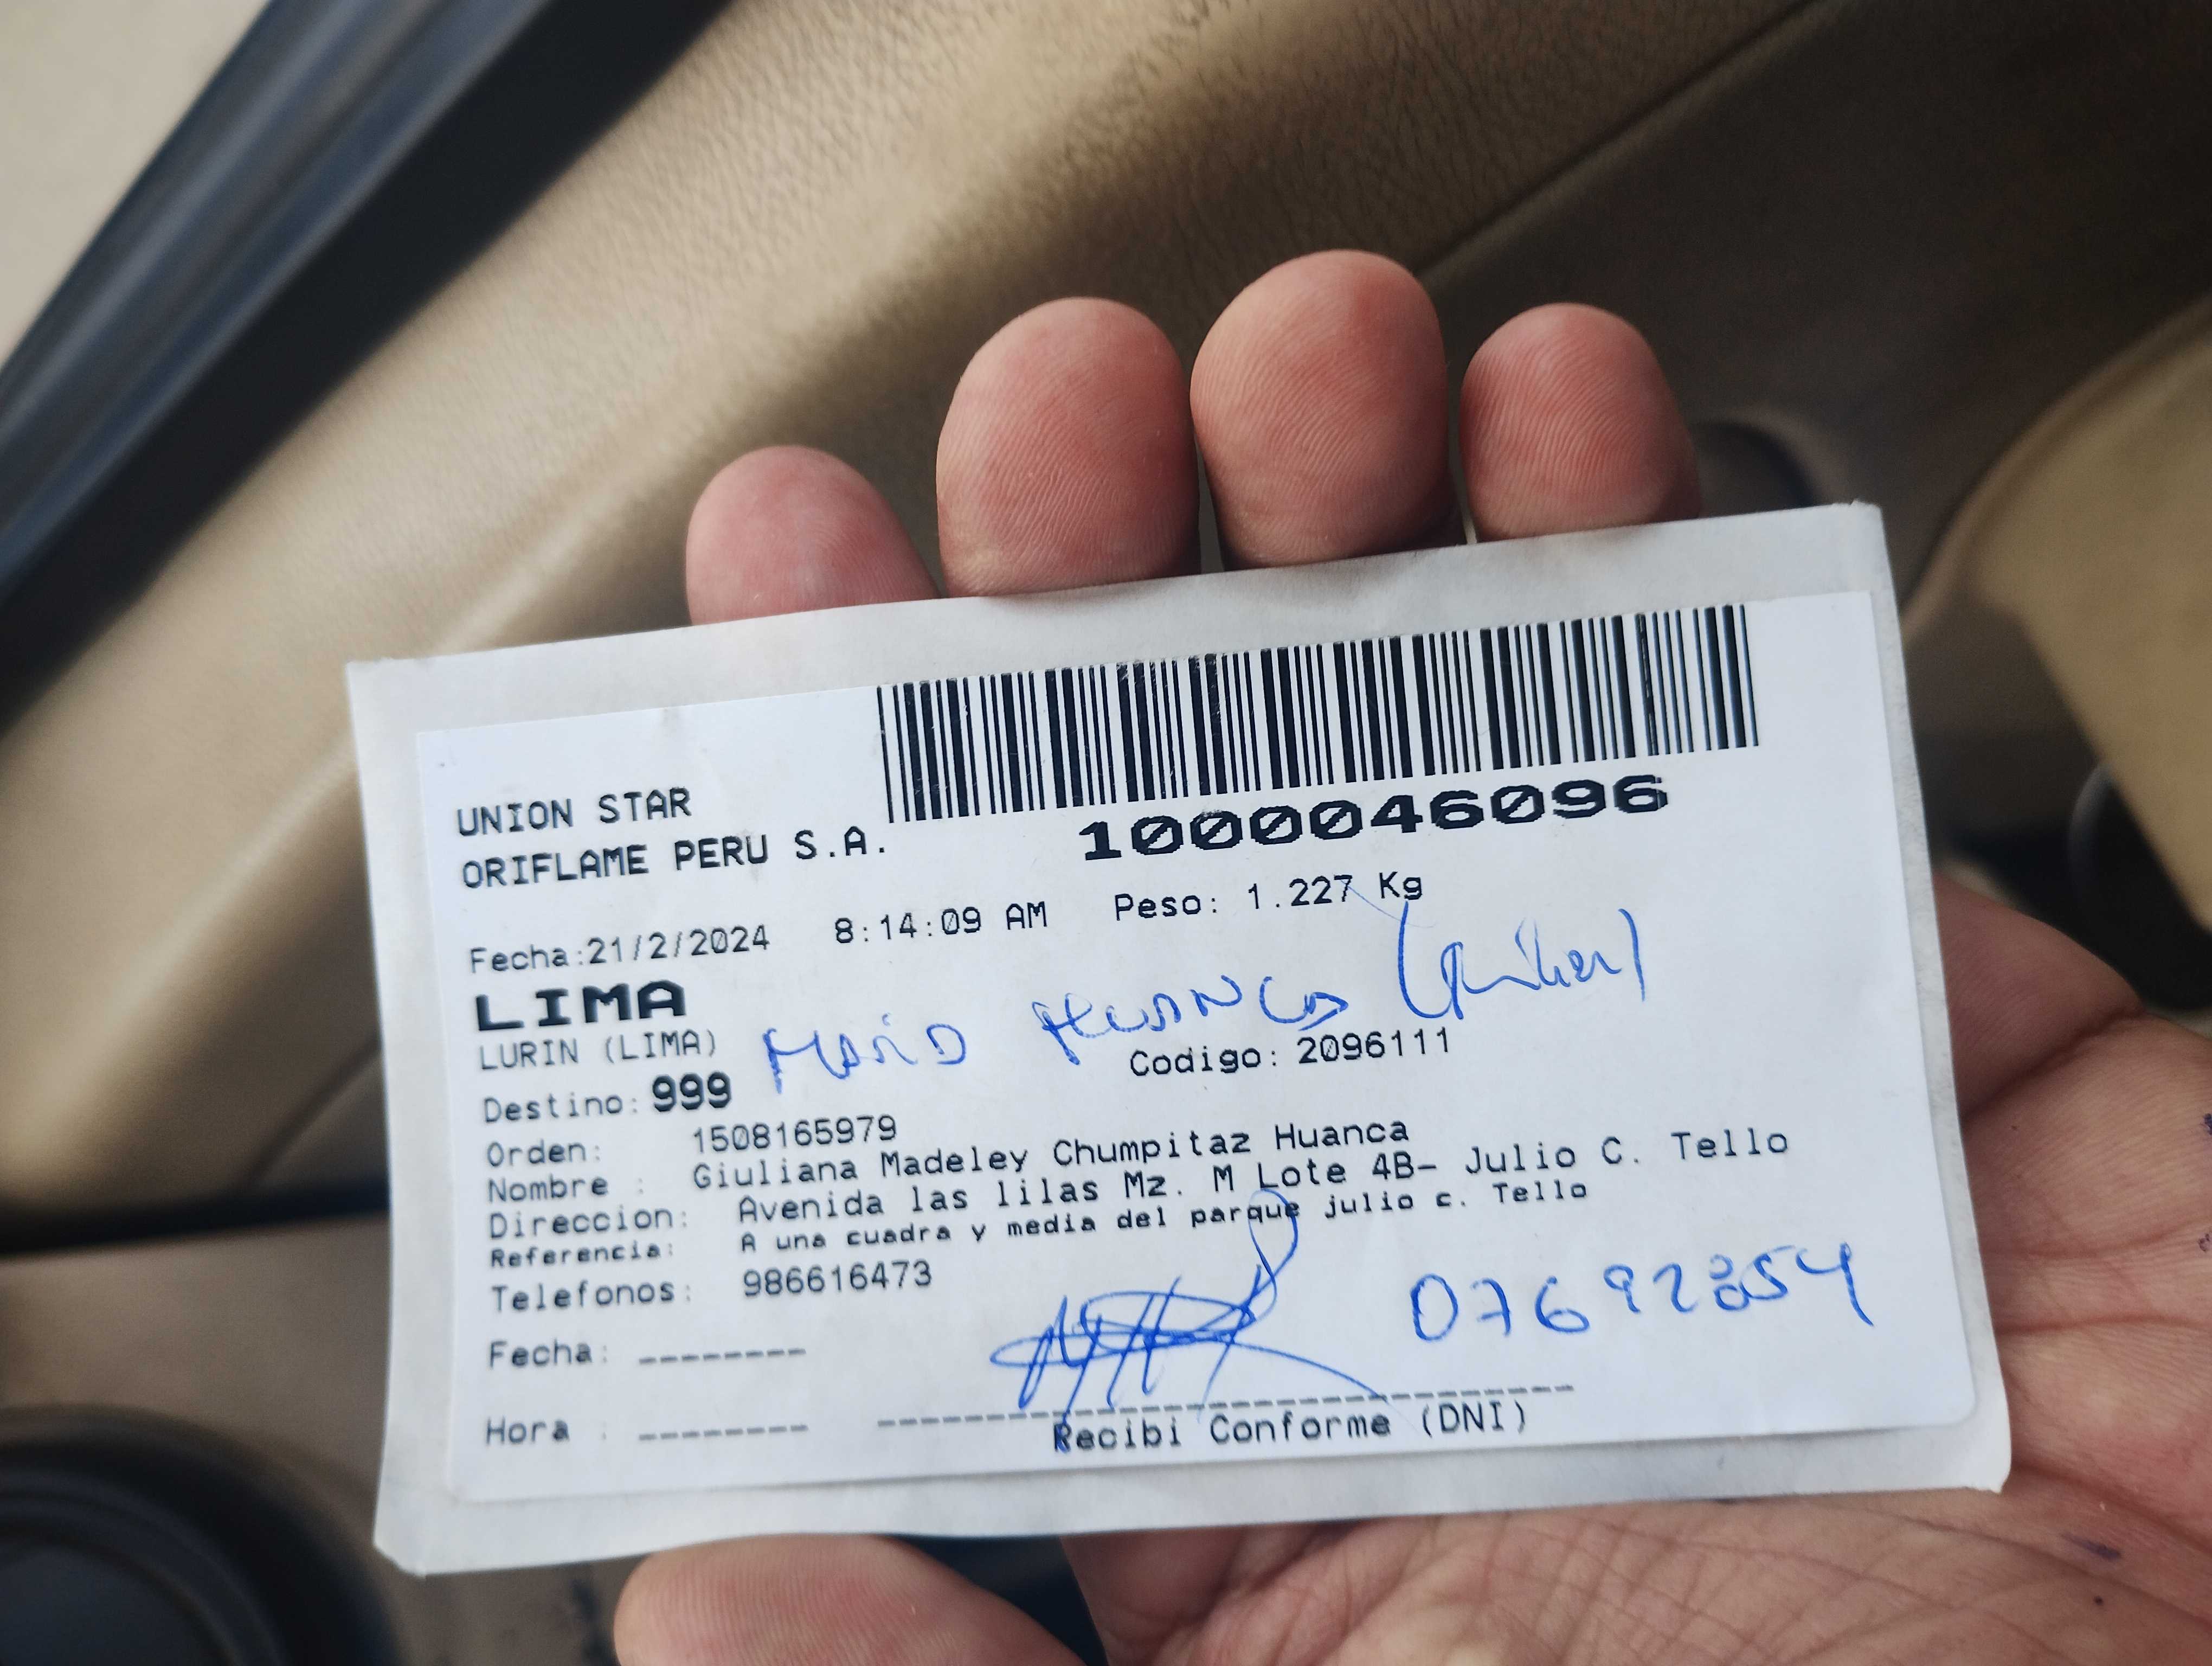 UNION STAR
ORIFLAME PERU S.A.
1000046096
Fecha:21/2/2024 8:14:09 AM Peso: 1.227 Kg
LIMA
LURIN (LIMA)
Destino: 999 Codigo: 2096111
Orden: 1508165979
Nombre : Giuliana Madeley Chumpitaz Huanca
Direccion: Avenida las lilas Mz. M Lote 4B- Julio C. Tello
Referencia: A una cuadra y media del parque julio c. Tello
Telefonos: 986616473
Fecha: --------
Hora : --------
Recibi Conforme (DNI)